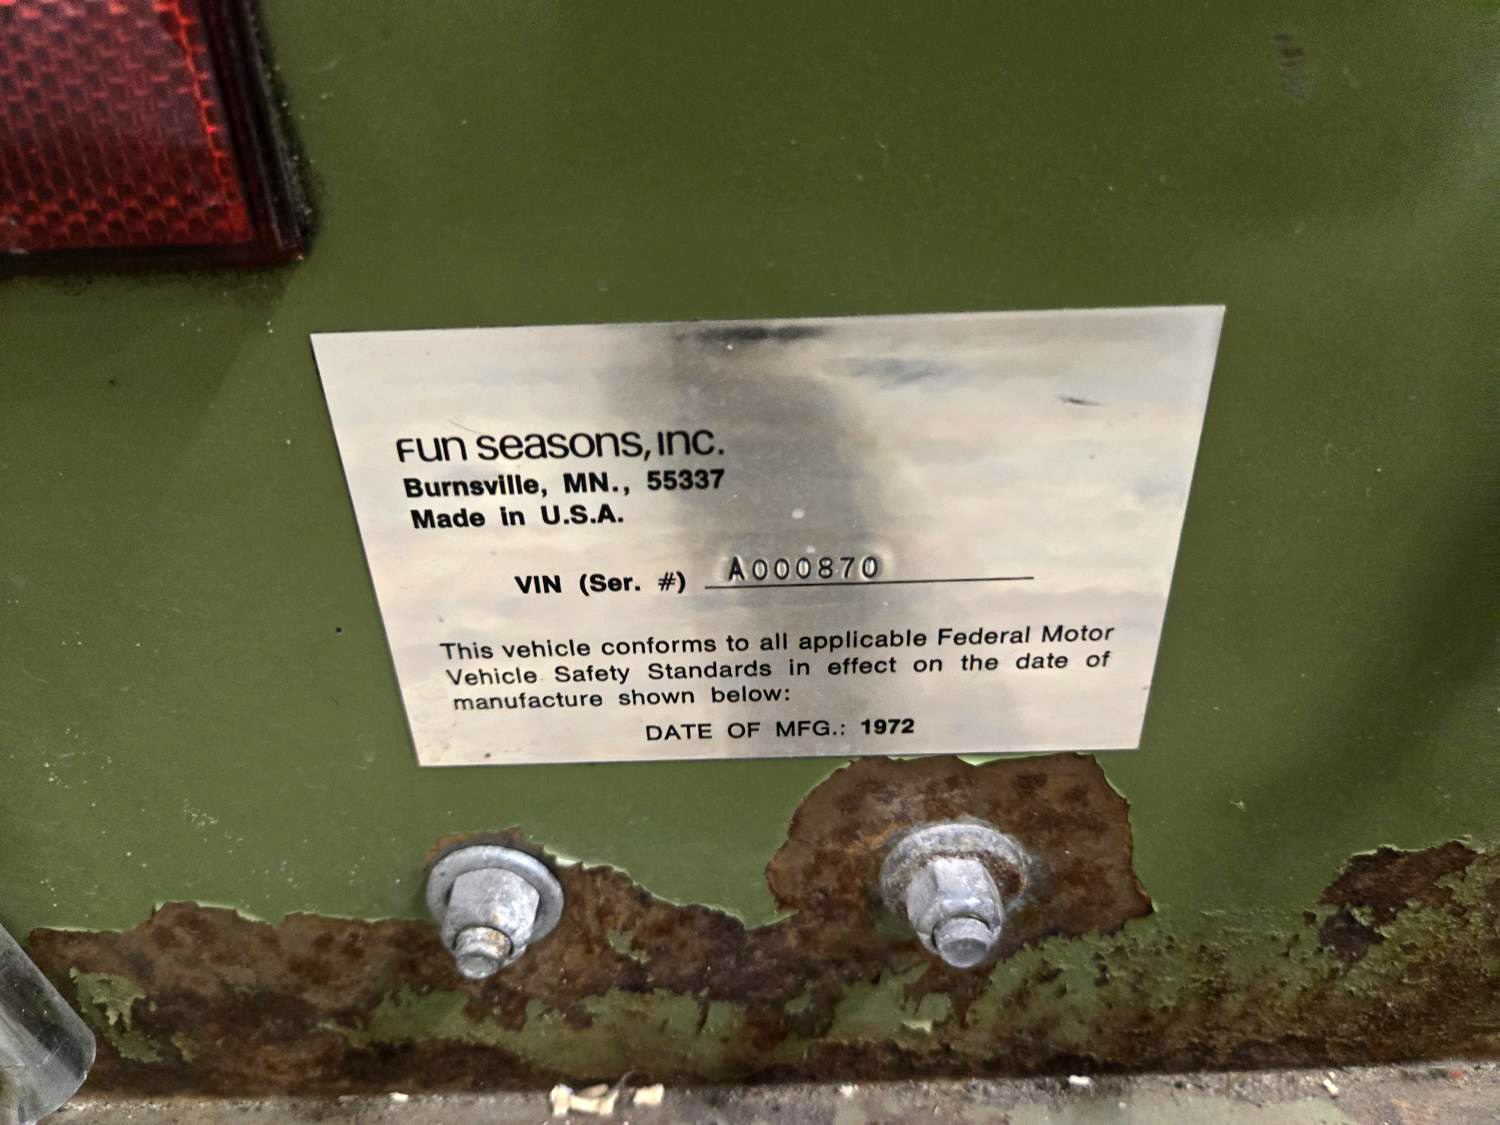 Fun Seasons, Inc.
Burnsville, MN., 55337
Made in U.S.A.
VIN (Ser. #) A000870
This vehicle conforms to all applicable Federal Motor
Vehicle Safety Standards in effect on the date of
manufacture shown below:
DATE OF MFG.: 1972